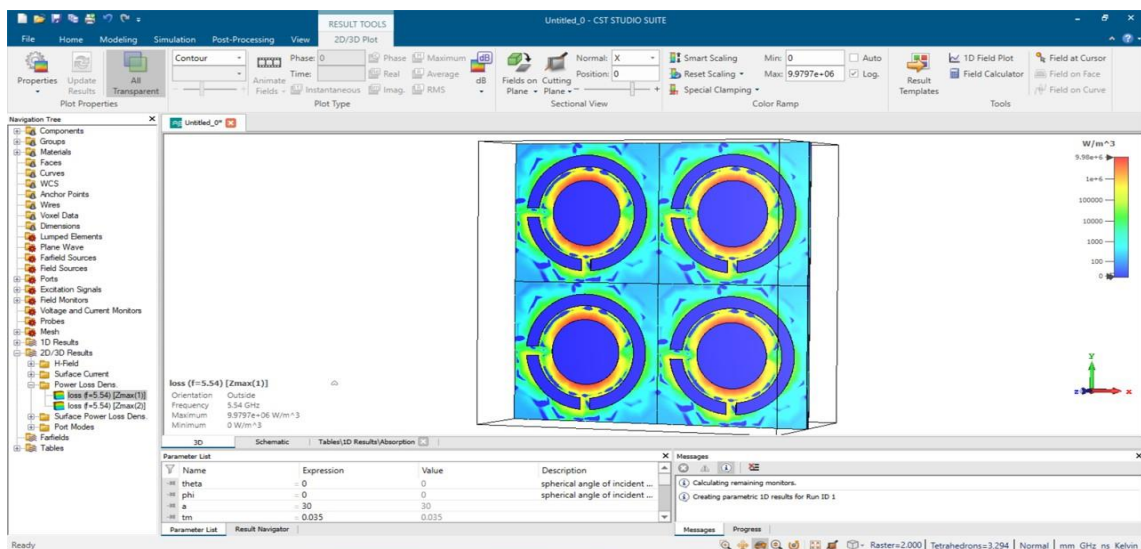 Untitled_0 - CST STUDIO SUITE
RESULT TOOLS
File Home Modeling Simulation Post-Processing View 2D/3D Plot
Properties Update Results All Transparent
Plot Properties
Contour
Animate Fields
Phase: 0
Time:
Instantaneous
Phase Real Imag.
Maximum Average RMS
dB
dB
Plot Type
Fields on Plane Cutting Plane
Normal: X
Position: 0
Sectional View
Smart Scaling
Reset Scaling
Special Clamping
Min: 0 Auto
Max: 9.9797e+06 Log.
Color Ramp
Result Templates
1D Field Plot
Field Calculator
Field at Cursor
Field on Face
Field on Curve
Tools
Navigation Tree
Untitled_0*
Components
Groups
Materials
Faces
Curves
WCS
Anchor Points
Wires
Voxel Data
Dimensions
Lumped Elements
Plane Wave
Farfield Sources
Field Sources
Ports
Excitation Signals
Field Monitors
Voltage and Current Monitors
Probes
Mesh
1D Results
2D/3D Results
H-Field
Surface Current
Power Loss Dens.
loss (f=5.54) [Zmax(1)]
loss (f=5.54) [Zmax(2)]
Surface Power Loss Dens.
Port Modes
Farfields
Tables
W/m^3
9.98e+6
1e+6
100000
10000
1000
100
0
y
z
x
loss (f=5.54) [Zmax(1)]
Orientation Outside
Frequency 5.54 GHz
Maximum 9.9797e+06 W/m^3
Minimum 0 W/m^3
3D Schematic Tables\1D Results\Absorption
Parameter List
Name Expression Value Description
theta = 0 0 spherical angle of incident ...
phi = 0 0 spherical angle of incident ...
a = 30 30
tm = 0.035 0.035
Parameter List Result Navigator
Messages
Calculating remaining monitors.
Creating parametric 1D results for Run ID 1
Messages Progress
Ready
Raster=2.000 Tetrahedrons=3.294 Normal mm GHz ns Kelvin